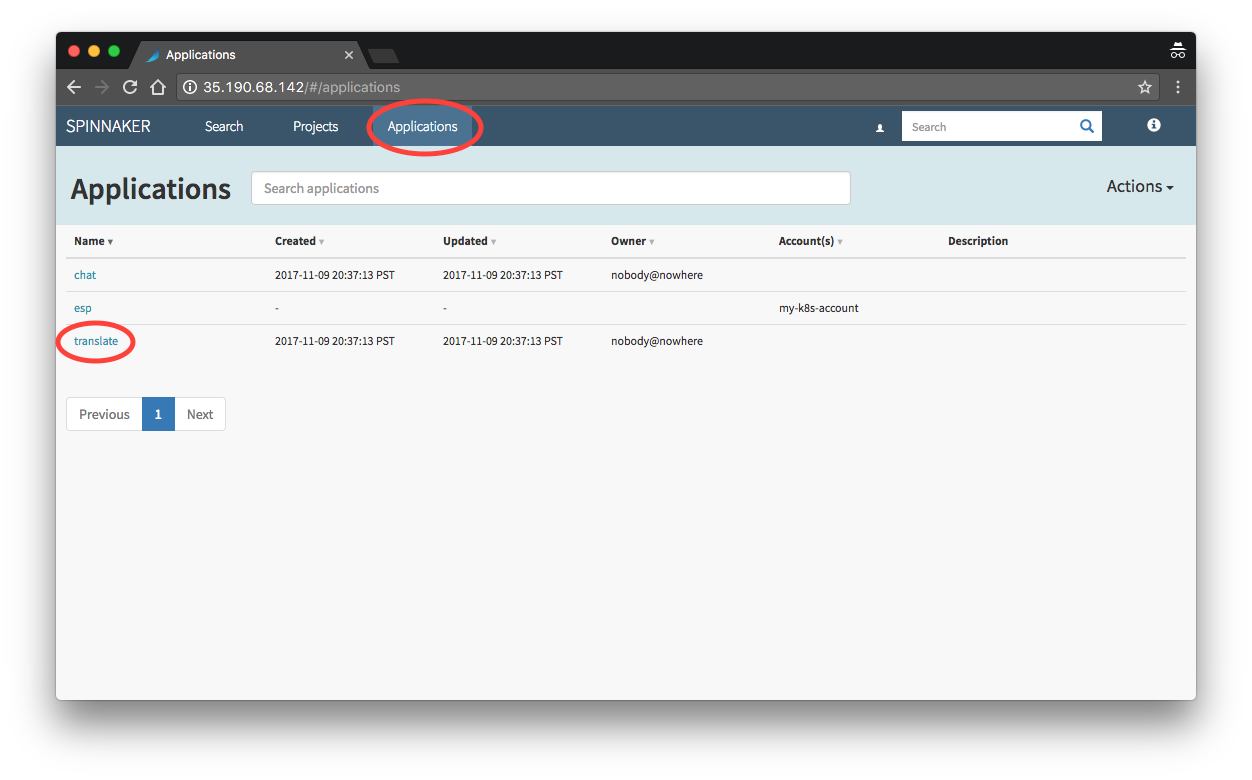 Applications
35.190.68.142/#/applications
SPINNAKER Search Projects Applications Search
Applications Search applications Actions
Name Created Updated Owner Account(s) Description
chat 2017-11-09 20:37:13 PST 2017-11-09 20:37:13 PST nobody@nowhere
esp - - my-k8s-account
translate 2017-11-09 20:37:13 PST 2017-11-09 20:37:13 PST nobody@nowhere
Previous 1 Next